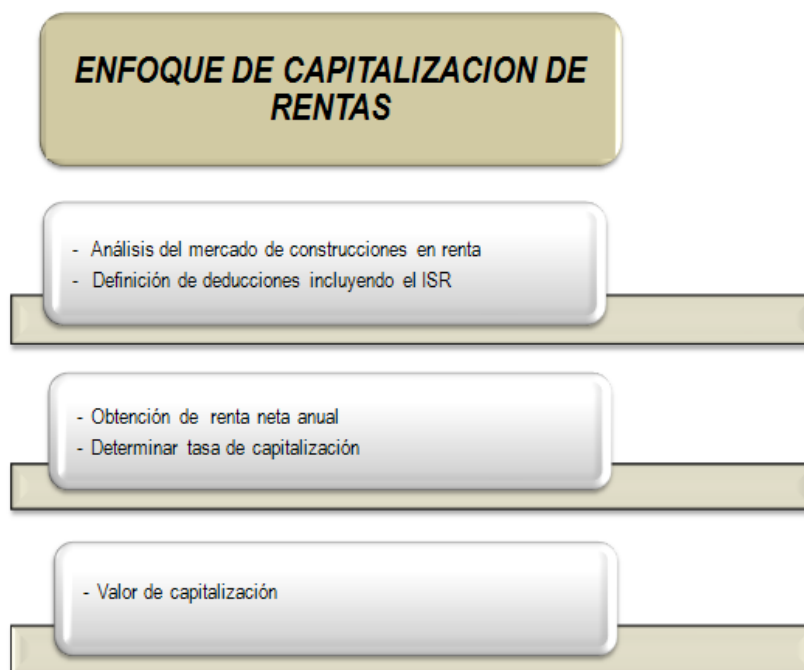 ENFOQUE DE CAPITALIZACION DE
RENTAS
- Análisis del mercado de construcciones en renta
- Definición de deducciones incluyendo el ISR
- Obtención de renta neta anual
- Determinar tasa de capitalización
- Valor de capitalización